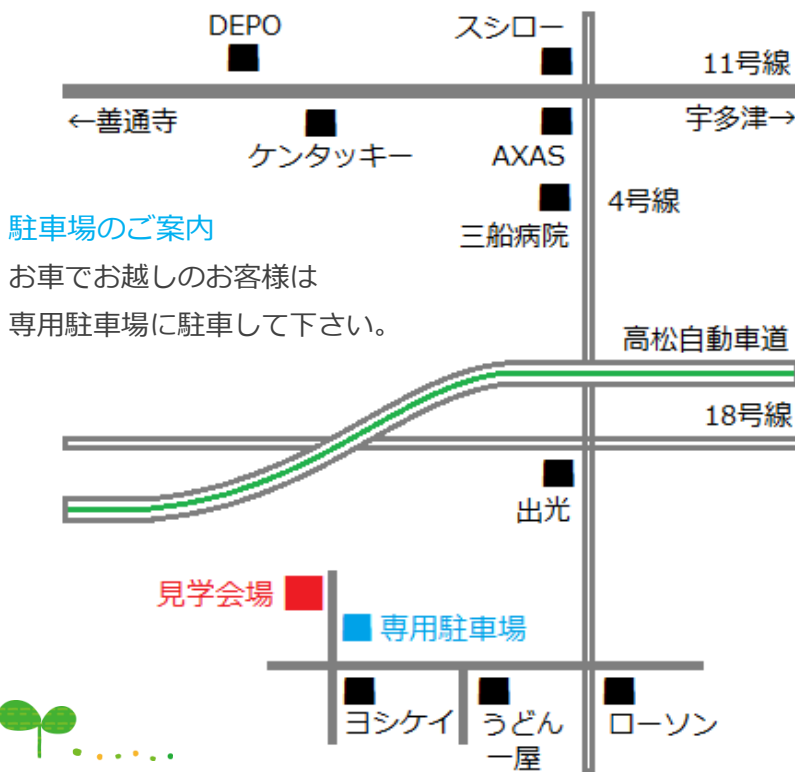 DEPO
スシロー
11号線
←善通寺
宇多津→
ケンタッキー
AXAS
4号線
三船病院
駐車場のご案内
お車でお越しのお客様は
専用駐車場に駐車して下さい。
高松自動車道
18号線
出光
見学会場
専用駐車場
ヨシケイ
うどん
一屋
ローソン